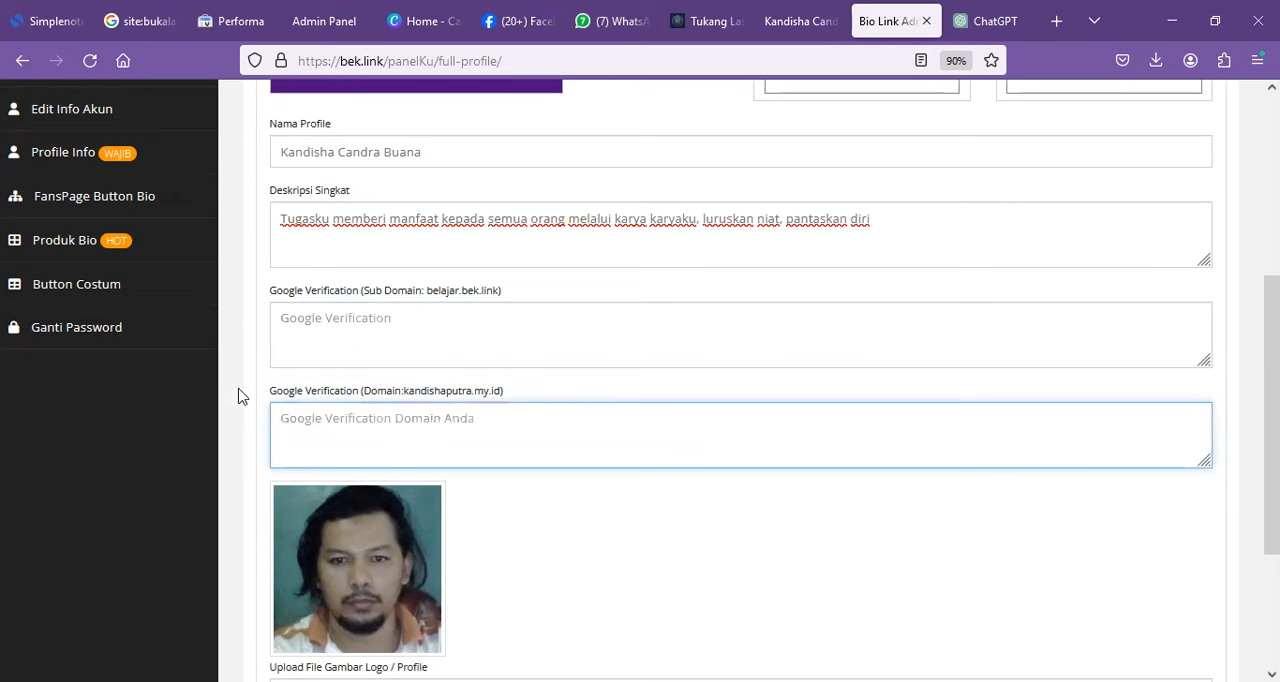 Simplenot
site:bukala
Performa
Admin Panel
Home - Ca
(20+) Face
(7) WhatsA
Tukang La
Kandisha Cand
Bio Link Ad
ChatGPT
https://bek.link/panelKu/full-profile/
90%
Edit Info Akun
Profile Info WAJIB
FansPage Button Bio
Produk Bio HOT
Button Costum
Ganti Password
Nama Profile
Kandisha Candra Buana
Deskripsi Singkat
Tugasku memberi manfaat kepada semua orang melalui karya karyaku, luruskan niat, pantaskan diri
Google Verification (Sub Domain: belajar.bek.link)
Google Verification
Google Verification (Domain:kandishaputra.my.id)
Google Verification Domain Anda
Upload File Gambar Logo / Profile